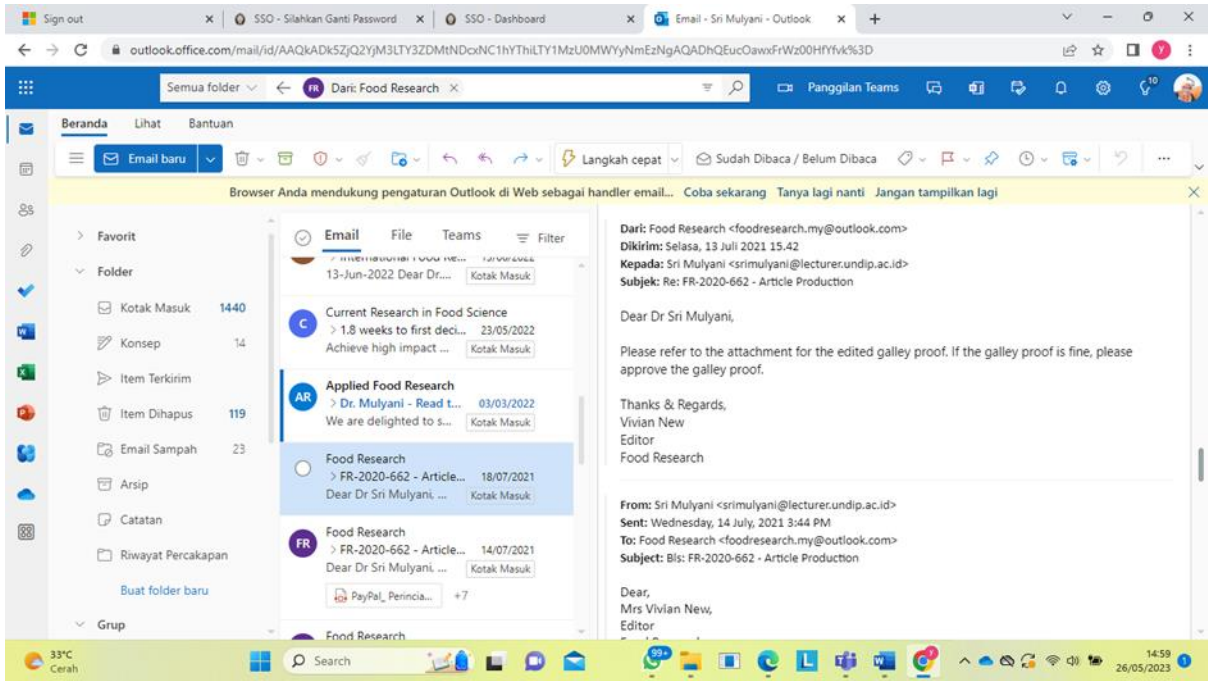 Sign out
SSO - Silahkan Ganti Password
SSO - Dashboard
Email - Sri Mulyani - Outlook
outlook.office.com/mail/id/AAQkADk5ZjQ2YjM3LTY3ZDMtNDcxNC1hYThiLTY1MzU0MWYyNmEzNgAQADhQEucOawxFrWz00HfYfvk%3D
Semua folder
FR Dari: Food Research
Panggilan Teams
10
Beranda Lihat Bantuan
Email baru
Langkah cepat
Sudah Dibaca / Belum Dibaca
Browser Anda mendukung pengaturan Outlook di Web sebagai handler email... Coba sekarang Tanya lagi nanti Jangan tampilkan lagi
Favorit
Folder
Kotak Masuk 1440
Konsep 14
Item Terkirim
Item Dihapus 119
Email Sampah 23
Arsip
Catatan
Riwayat Percakapan
Buat folder baru
Grup
Email File Teams Filter
13-Jun-2022 Dear Dr.... Kotak Masuk
C
Current Research in Food Science
> 1.8 weeks to first deci... 23/05/2022
Achieve high impact ... Kotak Masuk
AR
Applied Food Research
> Dr. Mulyani - Read t... 03/03/2022
We are delighted to s... Kotak Masuk
Food Research
> FR-2020-662 - Article... 18/07/2021
Dear Dr Sri Mulyani, ... Kotak Masuk
FR
Food Research
> FR-2020-662 - Article... 14/07/2021
Dear Dr Sri Mulyani, ... Kotak Masuk
PayPal_ Perincia... +7
Food Research
Dari: Food Research <foodresearch.my@outlook.com>
Dikirim: Selasa, 13 Juli 2021 15.42
Kepada: Sri Mulyani <srimulyani@lecturer.undip.ac.id>
Subjek: Re: FR-2020-662 - Article Production
Dear Dr Sri Mulyani,
Please refer to the attachment for the edited galley proof. If the galley proof is fine, please
approve the galley proof.
Thanks & Regards,
Vivian New
Editor
Food Research
From: Sri Mulyani <srimulyani@lecturer.undip.ac.id>
Sent: Wednesday, 14 July, 2021 3:44 PM
To: Food Research <foodresearch.my@outlook.com>
Subject: Bls: FR-2020-662 - Article Production
Dear,
Mrs Vivian New,
Editor
33°C
Cerah
Search
99+
14:59
26/05/2023